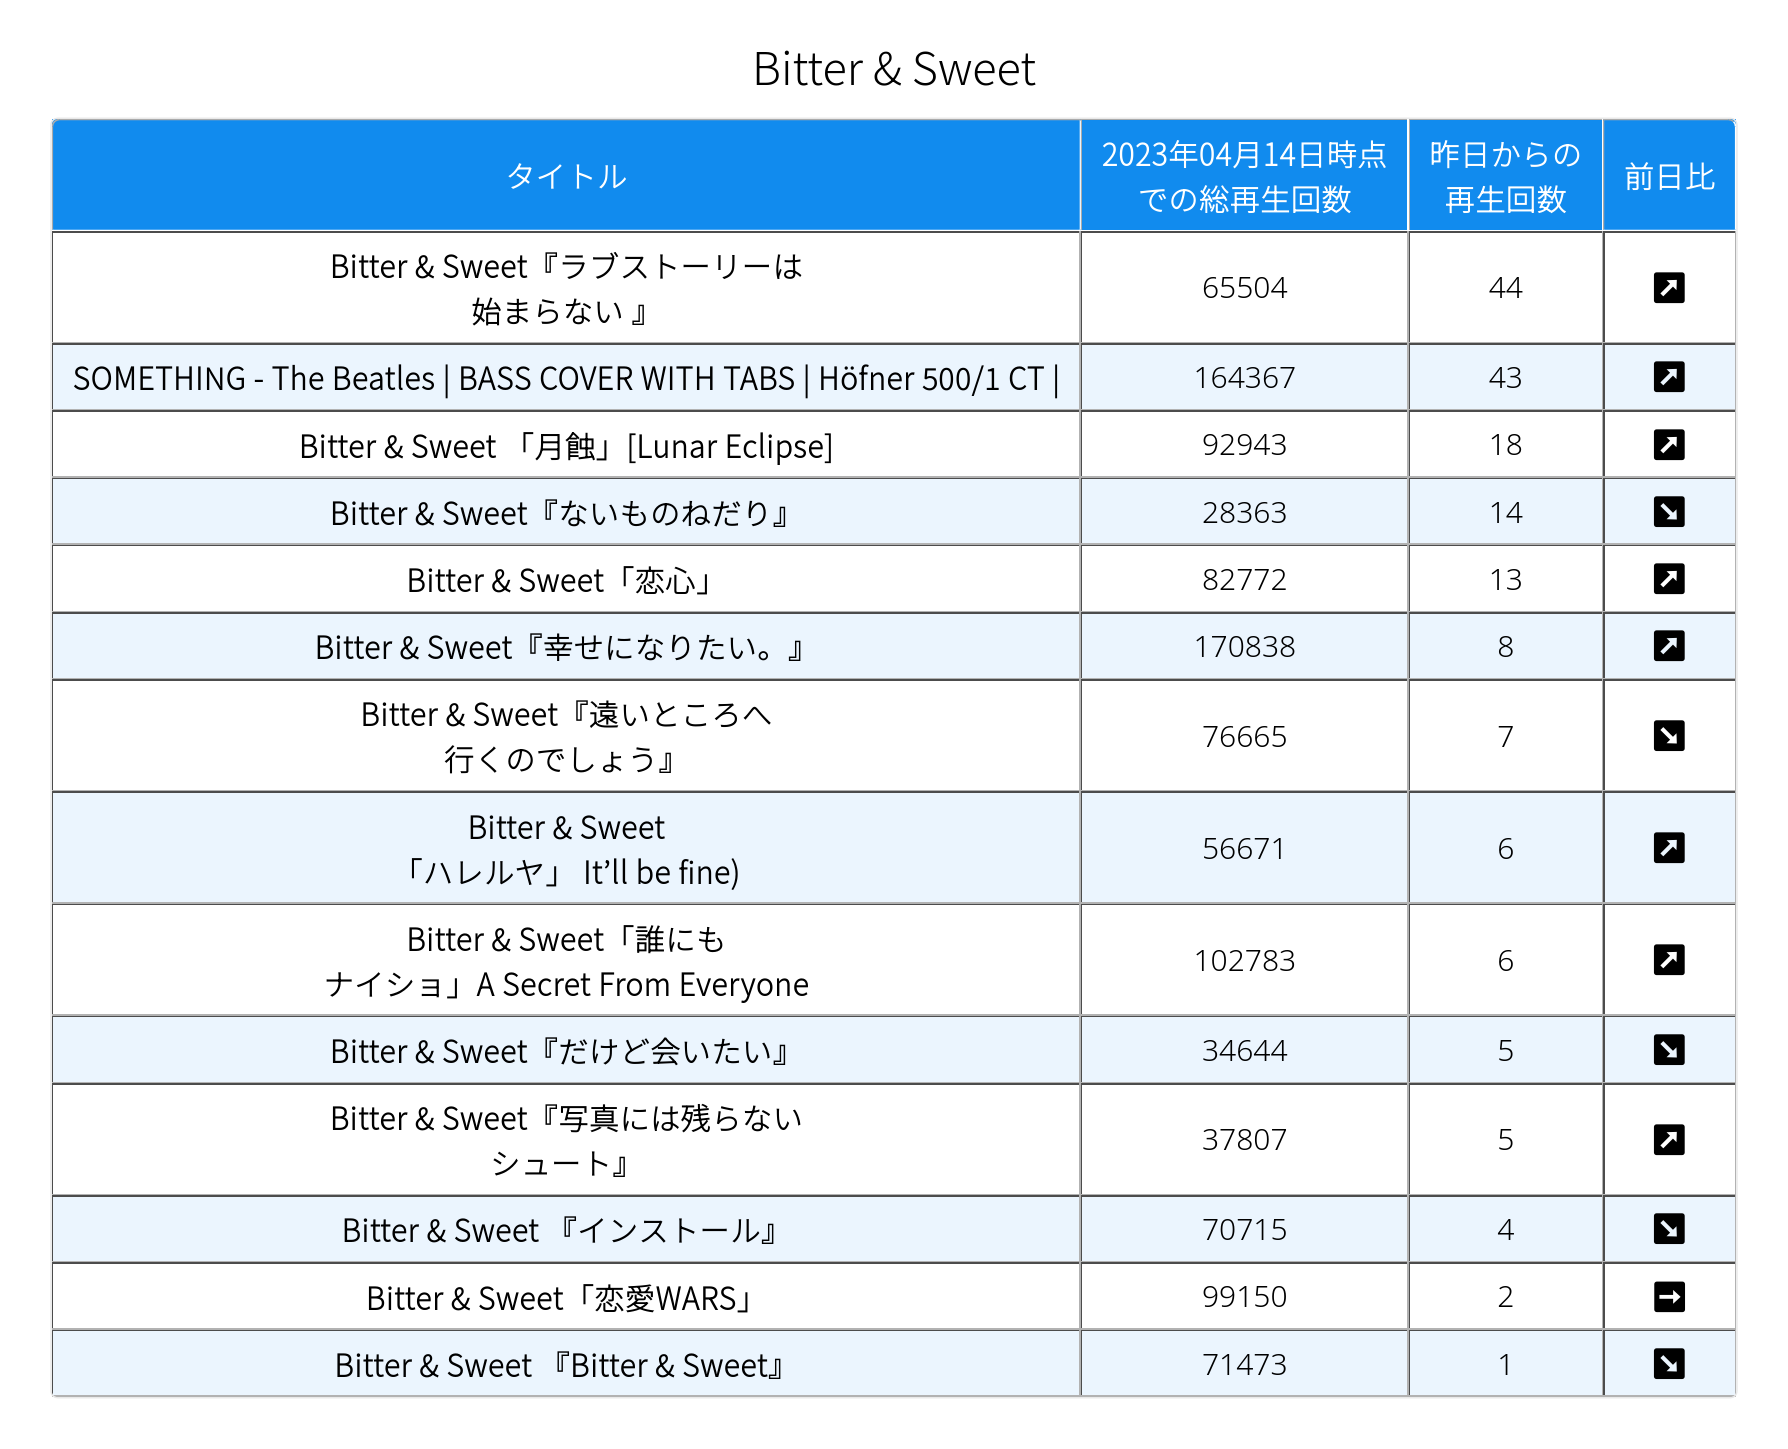 Bitter & Sweet
タイトル
2023年04月14日時点
での総再生回数
昨日からの
再生回数
前日比
Bitter & Sweet『ラブストーリーは
始まらない 』
65504
44
SOMETHING - The Beatles | BASS COVER WITH TABS | Höfner 500/1 CT |
164367
43
Bitter & Sweet 「月蝕」[Lunar Eclipse]
92943
18
Bitter & Sweet『ないものねだり』
28363
14
Bitter & Sweet「恋心」
82772
13
Bitter & Sweet『幸せになりたい。』
170838
8
Bitter & Sweet『遠いところへ
行くのでしょう』
76665
7
Bitter & Sweet
「ハレルヤ」 It’ll be fine)
56671
6
Bitter & Sweet「誰にも
ナイショ」A Secret From Everyone
102783
6
Bitter & Sweet『だけど会いたい』
34644
5
Bitter & Sweet『写真には残らない
シュート』
37807
5
Bitter & Sweet 『インストール』
70715
4
Bitter & Sweet「恋愛WARS」
99150
2
Bitter & Sweet 『Bitter & Sweet』
71473
1